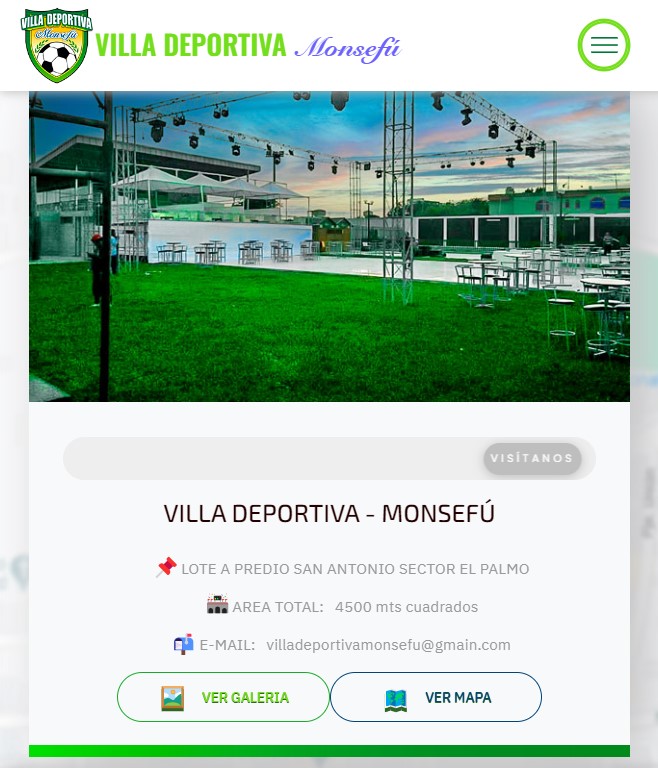 VILLA DEPORTIVA
Monsefú
VILLA DEPORTIVA Monsefú
VISÍTANOS
VILLA DEPORTIVA - MONSEFÚ
LOTE A PREDIO SAN ANTONIO SECTOR EL PALMO
AREA TOTAL: 4500 mts cuadrados
E-MAIL: villadeportivamonsefu@gmain.com
VER GALERIA VER MAPA